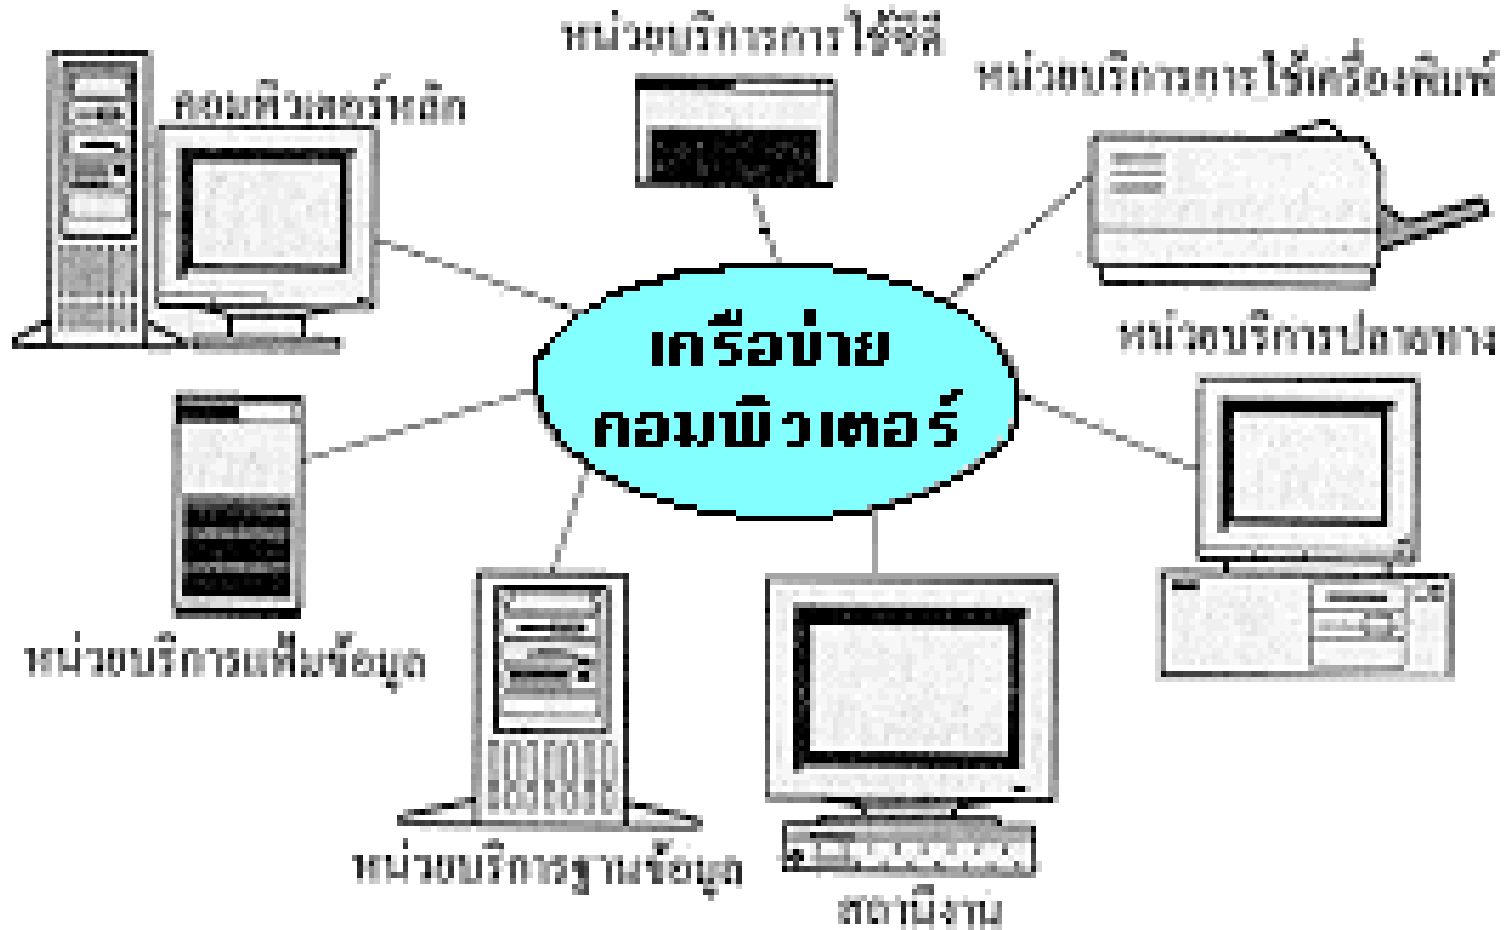 หน่วยบริการการใช้ซีดี
หน่วยบริการการใช้เครื่องพิมพ์
คอมพิวเตอร์หลัก
เครือข่าย
คอมพิวเตอร์
หน่วยบริการปลายทาง
หน่วยบริการแฟ้มข้อมูล
หน่วยบริการฐานข้อมูล
สถานีงาน